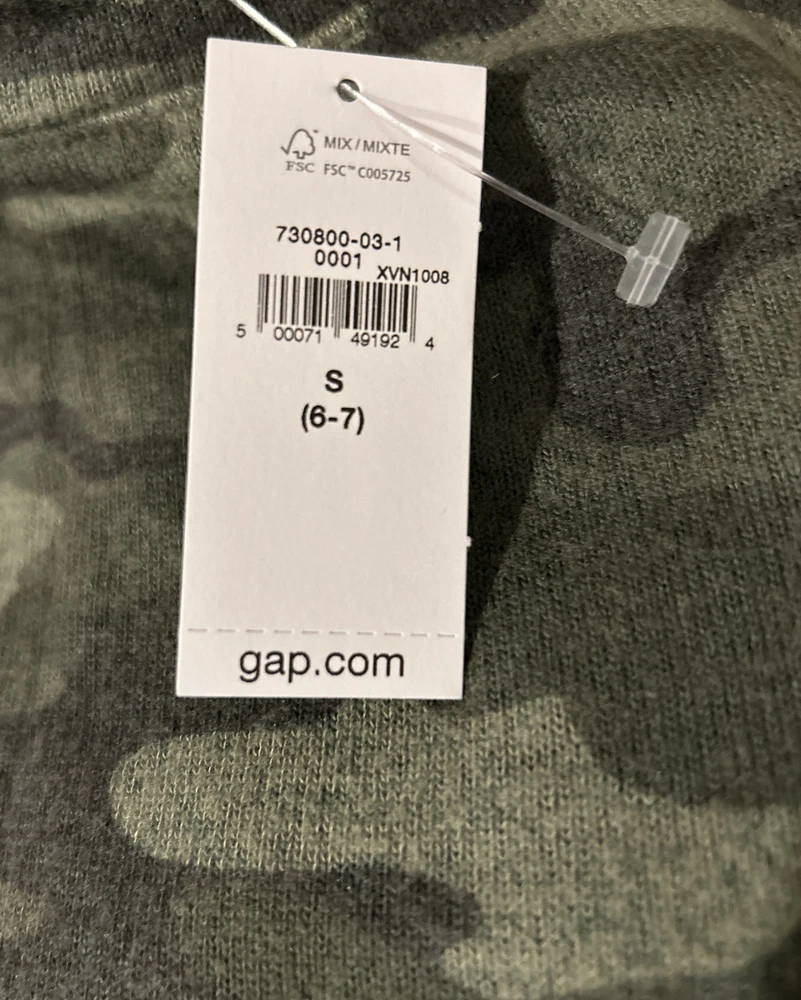 MIX / MIXTE
FSC FSC™ C005725
730800-03-1
0001 XVN1008
5 00071 49192 4
S
(6-7)
gap.com